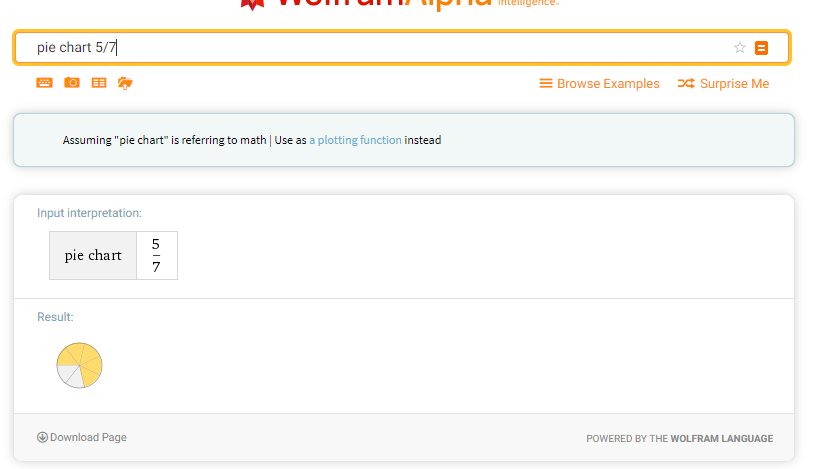 WolframAlpha intelligence.
pie chart 5/7
Browse Examples Surprise Me
Assuming "pie chart" is referring to math | Use as a plotting function instead
Input interpretation:
pie chart 5/7
Result:
Download Page POWERED BY THE WOLFRAM LANGUAGE